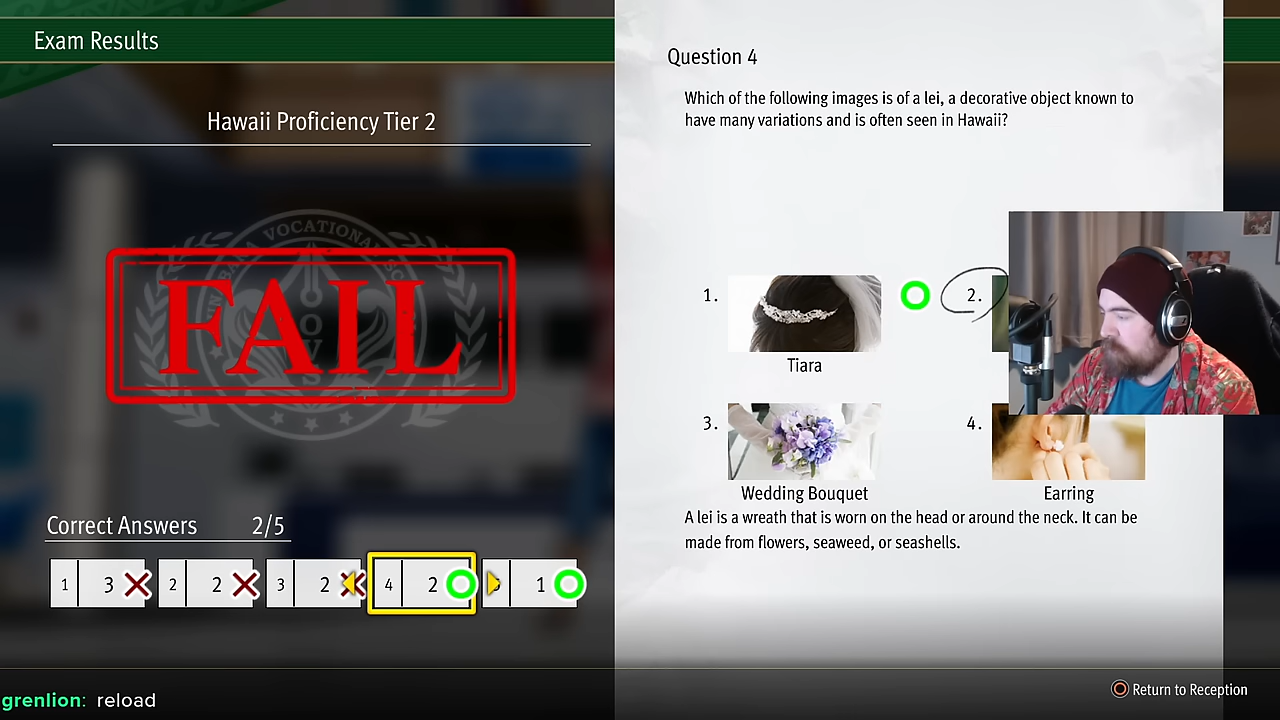 Exam Results
Hawaii Proficiency Tier 2
VOCATIONAL
FAIL
Correct Answers 2/5
1 3
2 2
3 2
4 2
1
Question 4
Which of the following images is of a lei, a decorative object known to
have many variations and is often seen in Hawaii?
1.
Tiara
2.
3.
Wedding Bouquet
4.
Earring
A lei is a wreath that is worn on the head or around the neck. It can be
made from flowers, seaweed, or seashells.
grenlion: reload
Return to Reception